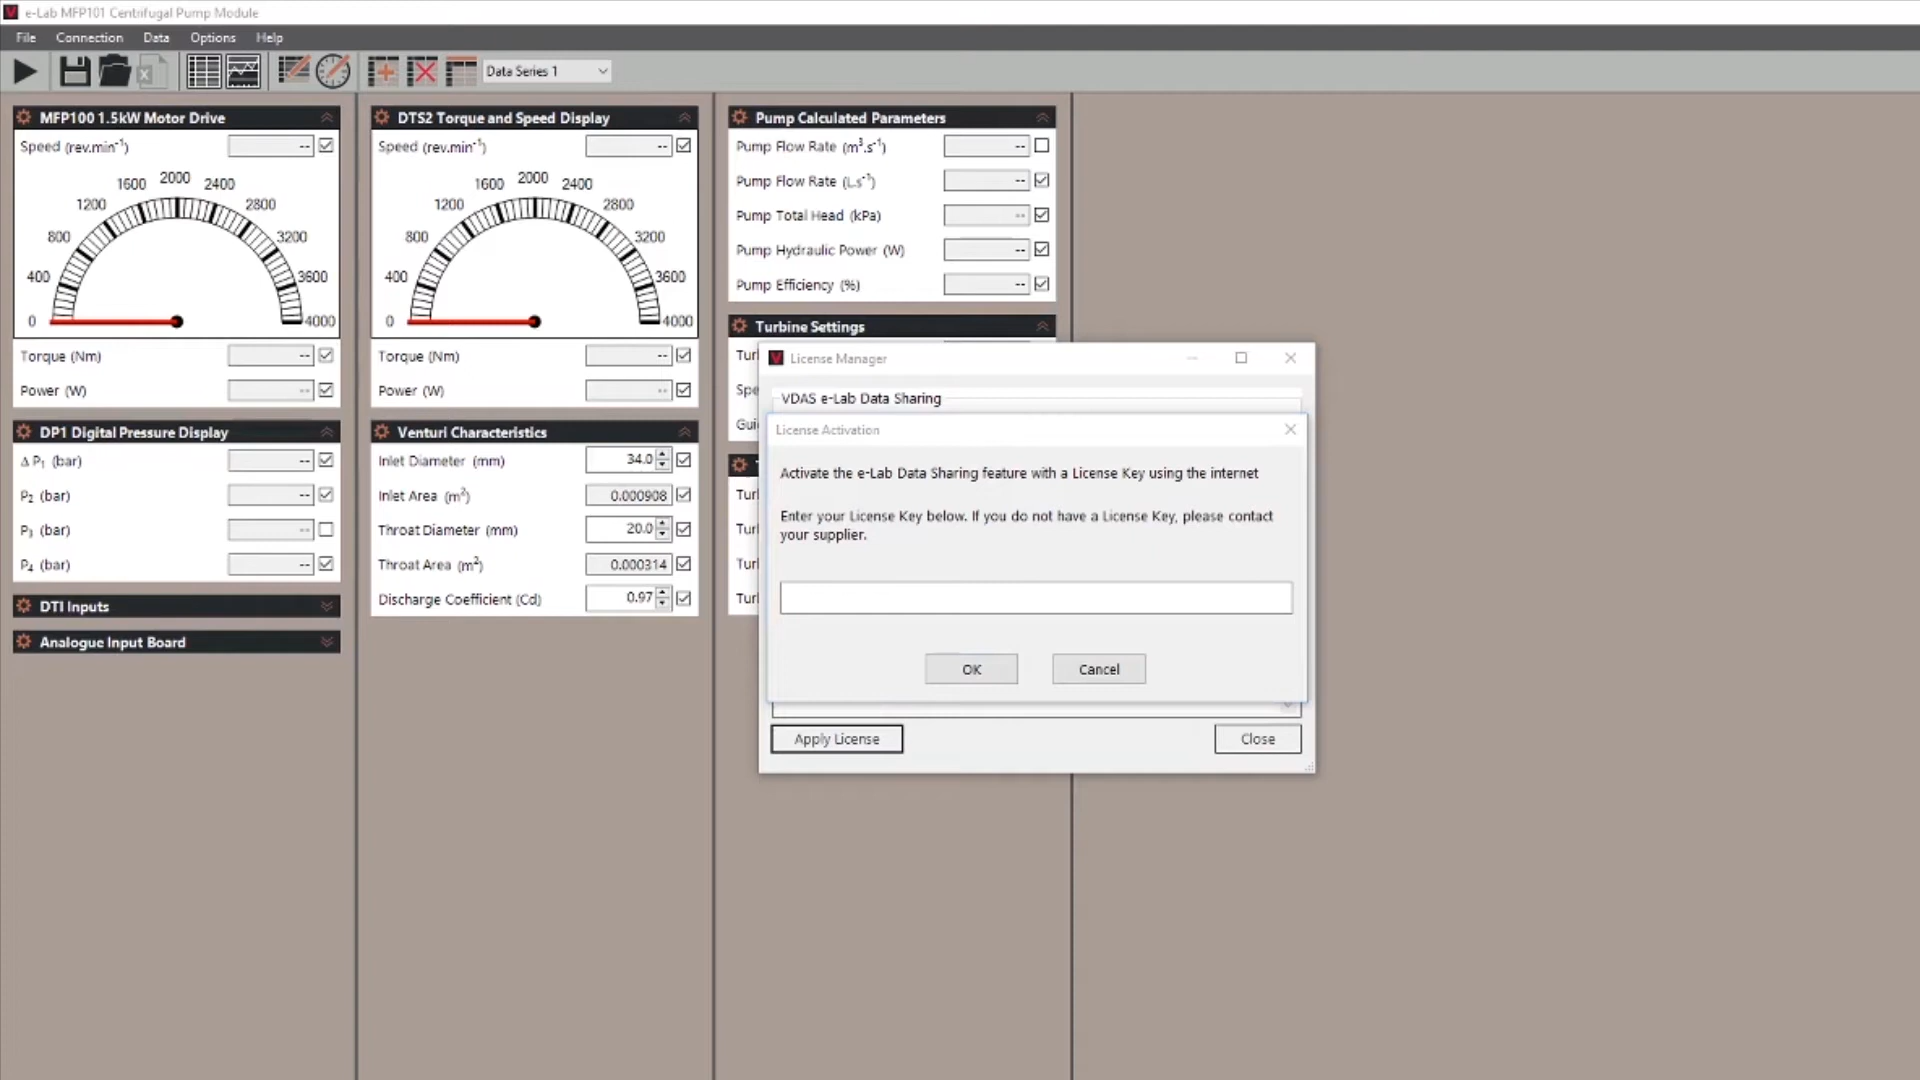 e-Lab MFP101 Centrifugal Pump Module
File Connection Data Options Help
Data Series 1
MFP100 1.5kW Motor Drive
Speed (rev.min⁻¹) --
0 400 800 1200 1600 2000 2400 2800 3200 3600 4000
Torque (Nm) --
Power (W) --
DP1 Digital Pressure Display
Δ P₁ (bar) --
P₂ (bar) --
P₃ (bar) --
P₄ (bar) --
DTI Inputs
Analogue Input Board
DTS2 Torque and Speed Display
Speed (rev.min⁻¹) --
0 400 800 1200 1600 2000 2400 2800 3200 3600 4000
Torque (Nm) --
Power (W) --
Venturi Characteristics
Inlet Diameter (mm) 34.0
Inlet Area (m²) 0.000908
Throat Diameter (mm) 20.0
Throat Area (m²) 0.000314
Discharge Coefficient (Cd) 0.97
Pump Calculated Parameters
Pump Flow Rate (m³.s⁻¹) --
Pump Flow Rate (L.s⁻¹) --
Pump Total Head (kPa) --
Pump Hydraulic Power (W) --
Pump Efficiency (%) --
Turbine Settings
License Manager
VDAS e-Lab Data Sharing
License Activation
Activate the e-Lab Data Sharing feature with a License Key using the internet
Enter your License Key below. If you do not have a License Key, please contact
your supplier.
OK Cancel
Apply License Close